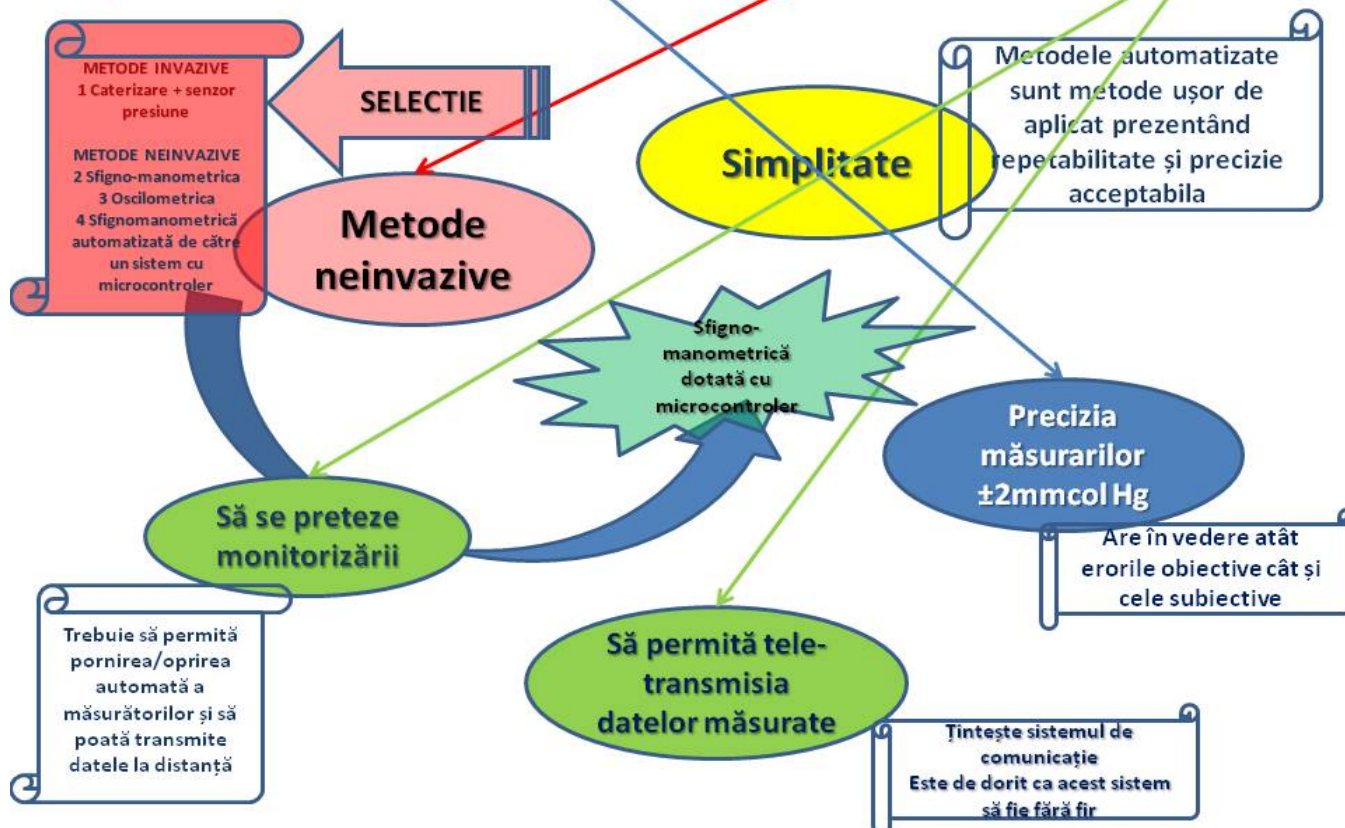 METODE INVAZIVE
1 Caterizare + senzor
presiune
METODE NEINVAZIVE
2 Sfigno-manometrica
3 Oscilometrica
4 Sfignomanometrică
automatizată de către
un sistem cu
microcontroler
SELECTIE
Metode
neinvazive
Simplitate
Metodele automatizate
sunt metode ușor de
aplicat prezentând
repetabilitate și precizie
acceptabila
Sfigno-
manometrică
dotată cu
microcontroler
Precizia
măsurarilor
±2mmcol Hg
Are în vedere atât
erorile obiective cât și
cele subiective
Să se preteze
monitorizării
Trebuie să permită
pornirea/oprirea
automată a
măsurătorilor și să
poată transmite
datele la distanță
Să permită tele-
transmisia
datelor măsurate
Țintește sistemul de
comunicație
Este de dorit ca acest sistem
să fie fără fir